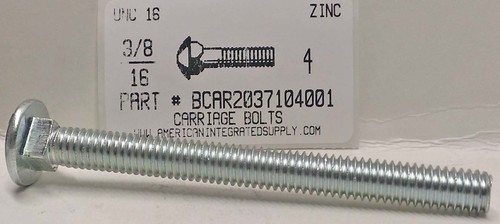 UNC 16 ZINC
3/8
16
4
PART # BCAR2037104001
CARRIAGE BOLTS
WWW.AMERICANINTEGRATEDSUPPLY.COM